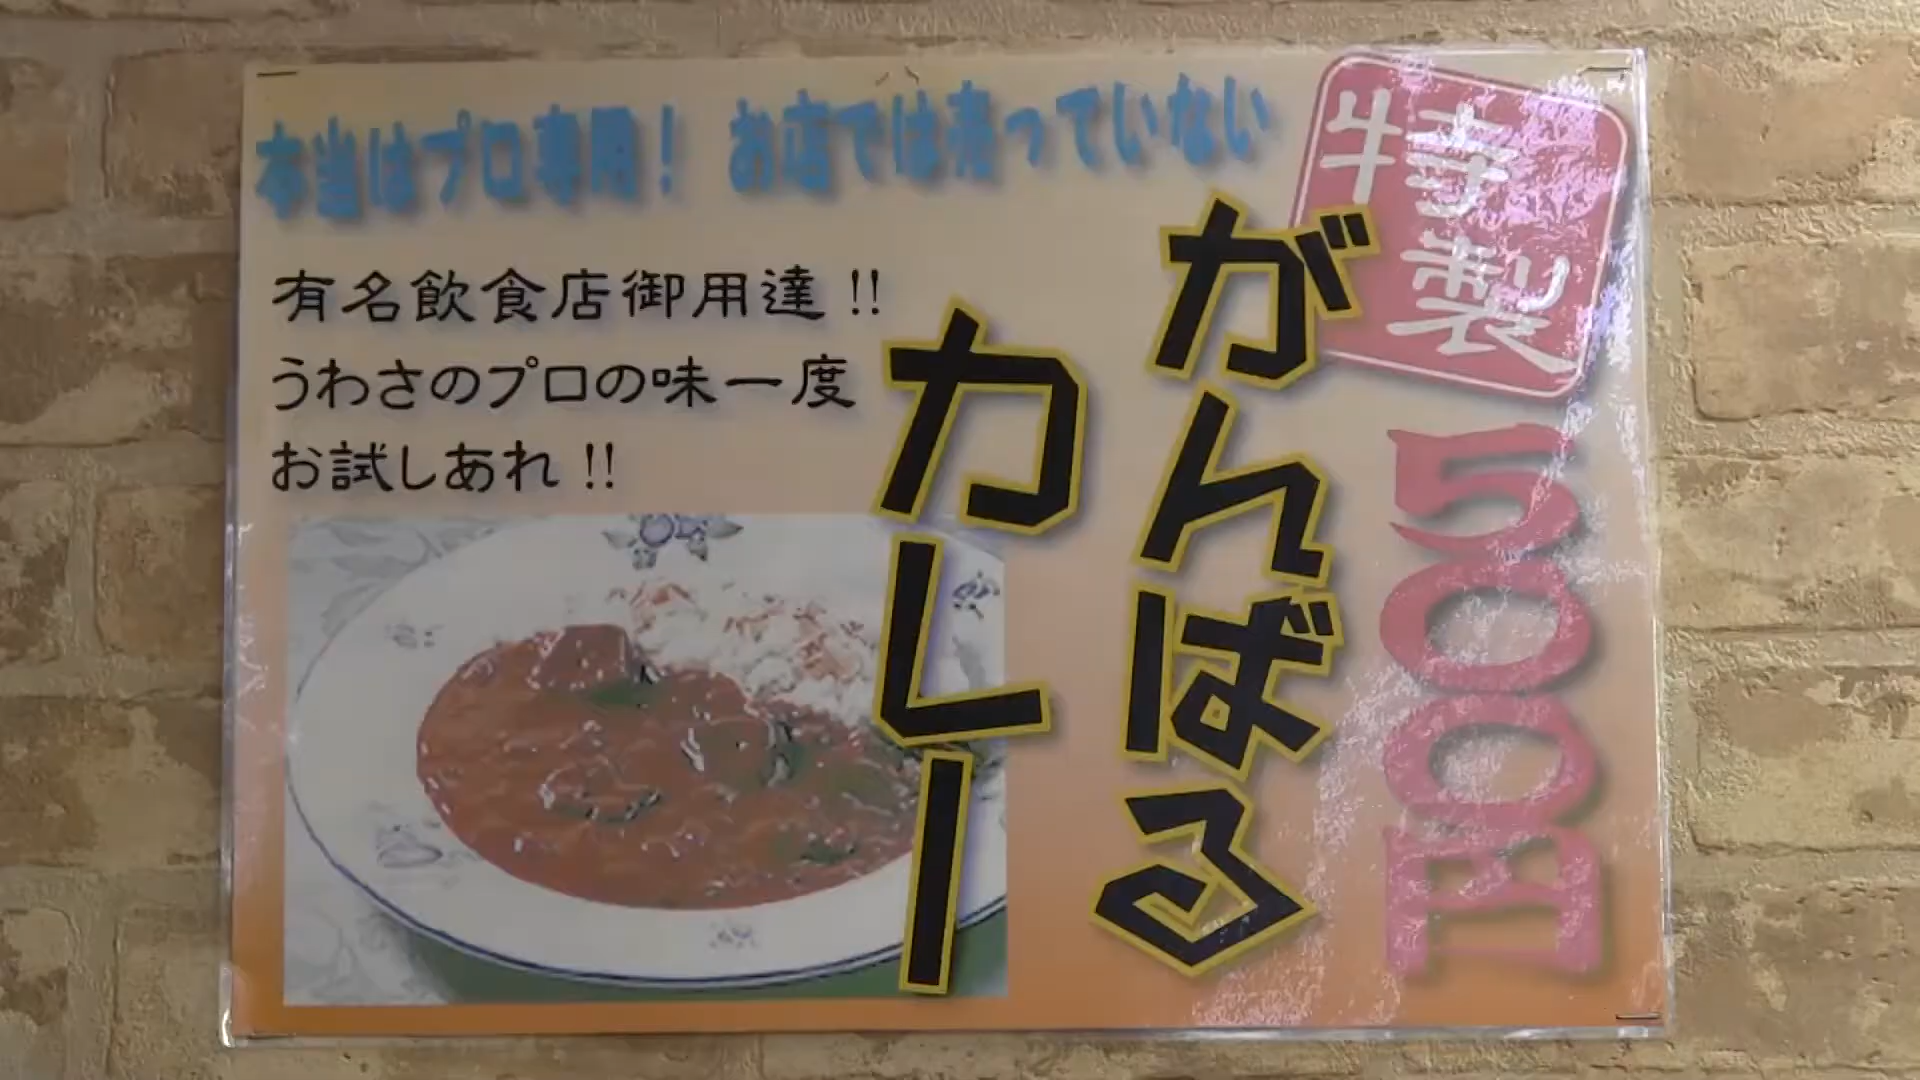 本当はプロ専用！ お店では売っていない
特製
がんばる
カレー
500円
有名飲食店御用達!!
うわさのプロの味一度
お試しあれ!!